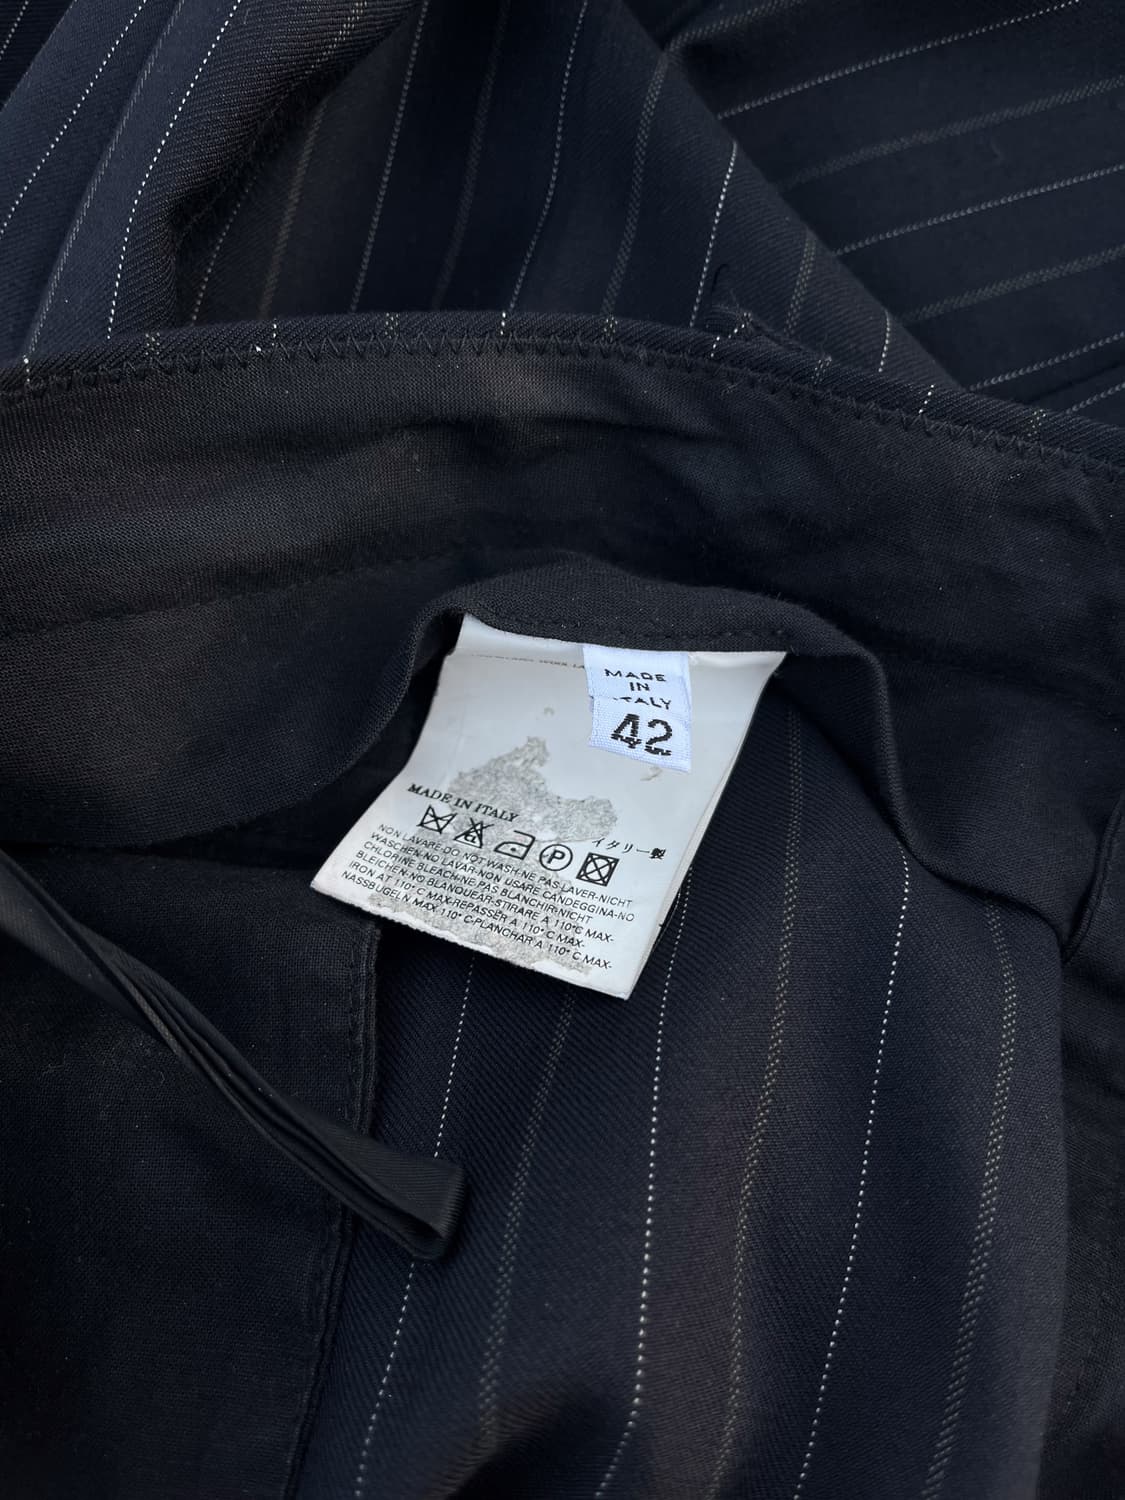 MADE
IN
ITALY
42
MADE IN ITALY
イタリー製
P
NON LAVARE-DO NOT WASH-NE PAS-LAVER-NICHT
WASCHEN-NO LAVAR-NON USARE CANDEGGINA-NO
CHLORINE BLEACH-NE PAS BLANCHIR-NICHT
BLEICHEN-NO BLANQUEAR-STIRARE A 110°C MAX-
IRON AT 110°C MAX-REPASSER A 110°C MAX-
NASSBUGELN MAX.110°C-PLANCHAR A 110°C MAX-